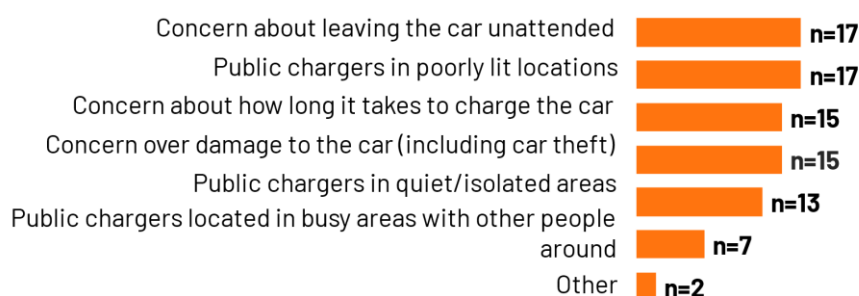 Concern about leaving the car unattended n=17
Public chargers in poorly lit locations n=17
Concern about how long it takes to charge the car n=15
Concern over damage to the car (including car theft) n=15
Public chargers in quiet/isolated areas n=13
Public chargers located in busy areas with other people
around n=7
Other n=2